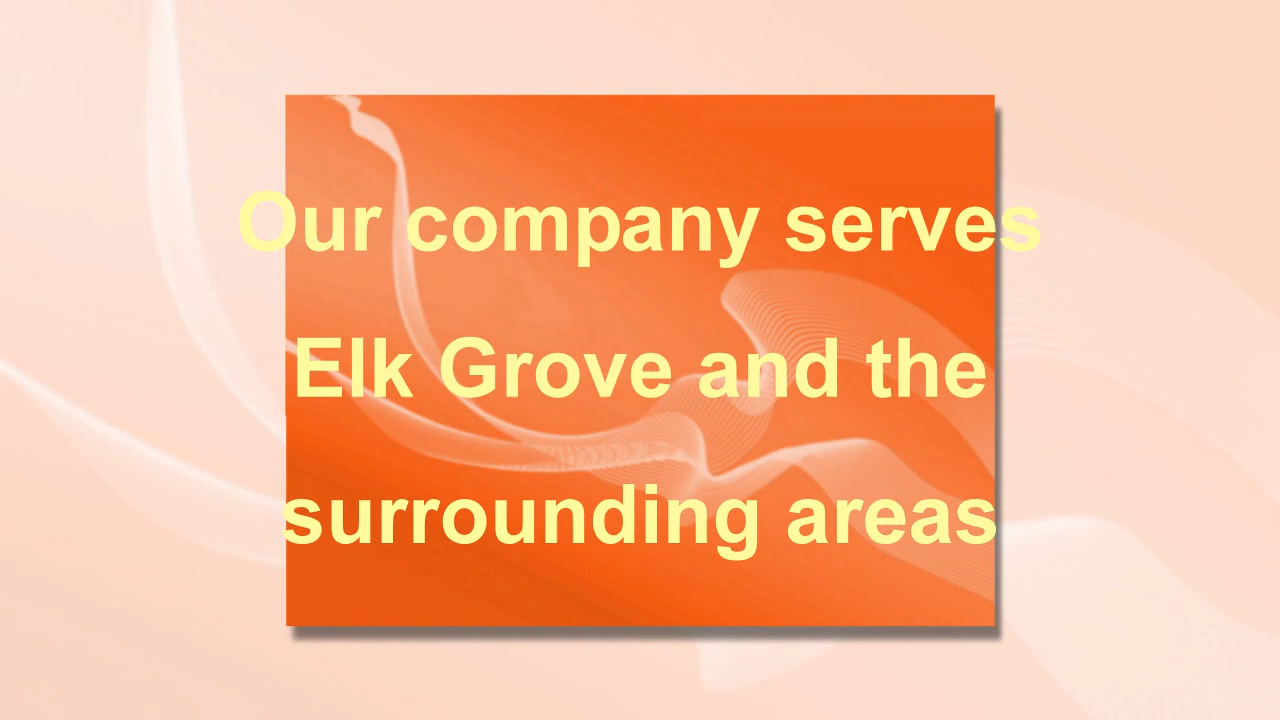 Our company serves
Elk Grove and the
surrounding areas